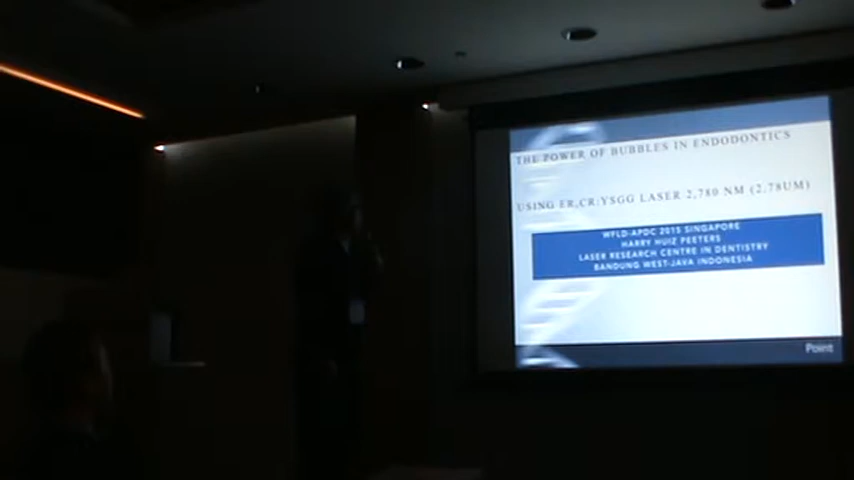 THE POWER OF BUBBLES IN ENDODONTICS
USING ER,CR:YSGG LASER 2,780 NM (2.78UM)
WFLD-APDC 2015 SINGAPORE
HARRY HUIZ PEETERS
LASER RESEARCH CENTRE IN DENTISTRY
BANDUNG WEST-JAVA INDONESIA
Point